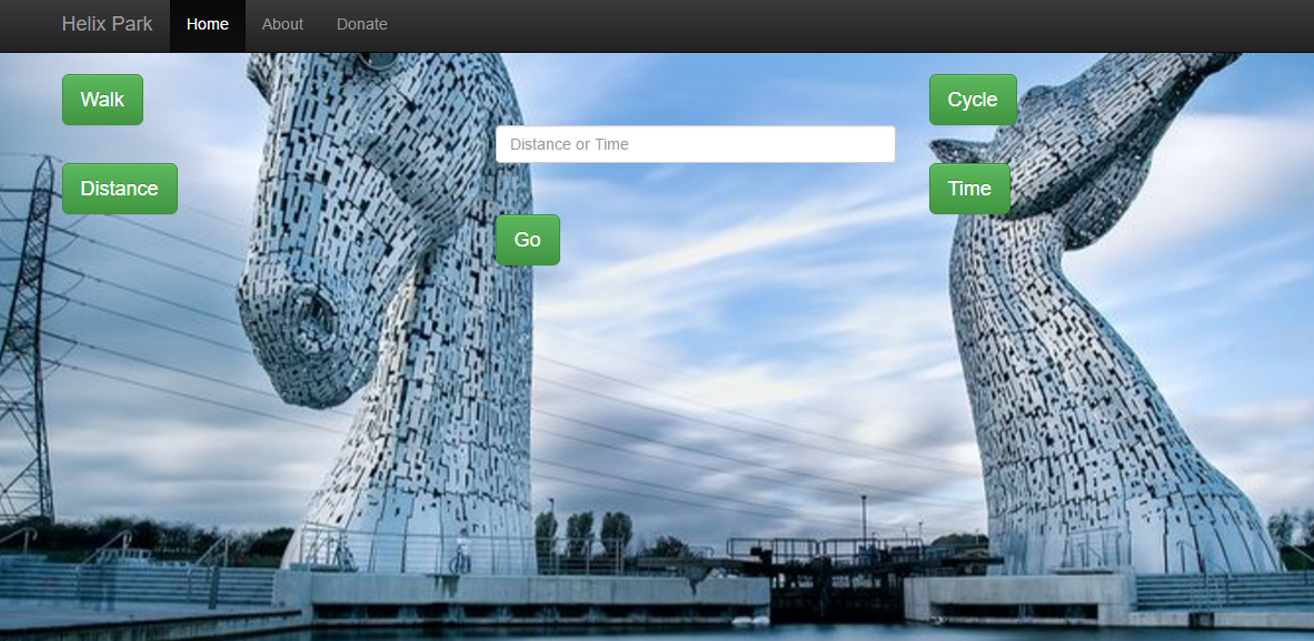 Helix Park Home About Donate
Walk
Cycle
Distance or Time
Distance
Time
Go